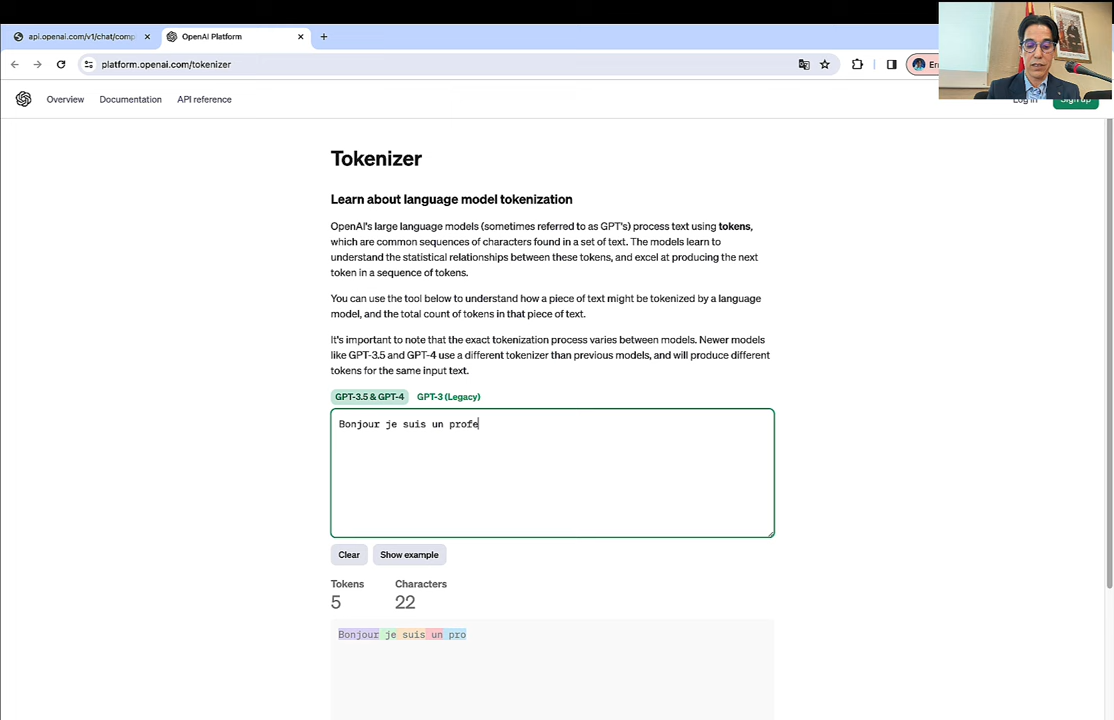 api.openai.com/v1/chat/comp
OpenAI Platform
platform.openai.com/tokenizer
En
Overview
Documentation
API reference
Log in
Sign up
Tokenizer
Learn about language model tokenization
OpenAI's large language models (sometimes referred to as GPT's) process text using tokens,
which are common sequences of characters found in a set of text. The models learn to
understand the statistical relationships between these tokens, and excel at producing the next
token in a sequence of tokens.
You can use the tool below to understand how a piece of text might be tokenized by a language
model, and the total count of tokens in that piece of text.
It's important to note that the exact tokenization process varies between models. Newer models
like GPT-3.5 and GPT-4 use a different tokenizer than previous models, and will produce different
tokens for the same input text.
GPT-3.5 & GPT-4
GPT-3 (Legacy)
Bonjour je suis un profe
Clear
Show example
Tokens
Characters
5
22
Bonjour je suis un pro